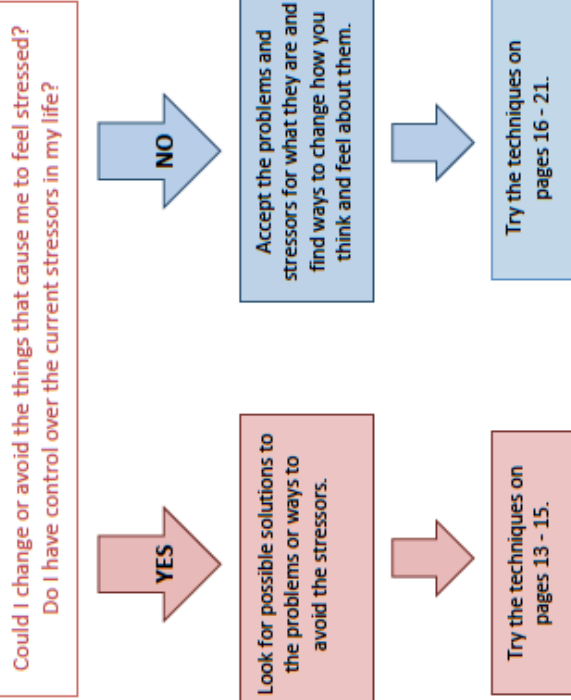 Could I change or avoid the things that cause me to feel stressed?
Do I have control over the current stressors in my life?
YES
Look for possible solutions to
the problems or ways to
avoid the stressors.
Try the techniques on
pages 13 - 15.
NO
Accept the problems and
stressors for what they are and
find ways to change how you
think and feel about them.
Try the techniques on
pages 16 - 21.